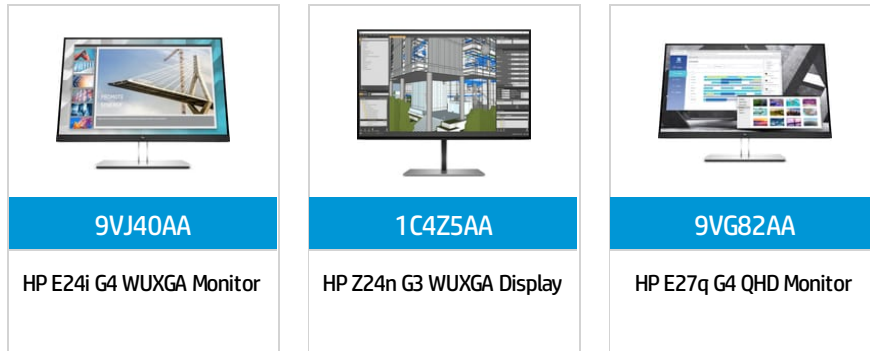 9VJ40AA
1C4Z5AA
9VG82AA
HP E24i G4 WUXGA Monitor
HP Z24n G3 WUXGA Display
HP E27q G4 QHD Monitor